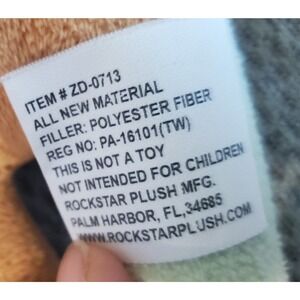 ITEM # ZD-0713
ALL NEW MATERIAL
FILLER: POLYESTER FIBER
REG NO: PA-16101(TW)
THIS IS NOT A TOY
NOT INTENDED FOR CHILDREN
ROCKSTAR PLUSH MFG.
PALM HARBOR, FL,34685
WWW.ROCKSTARPLUSH.COM